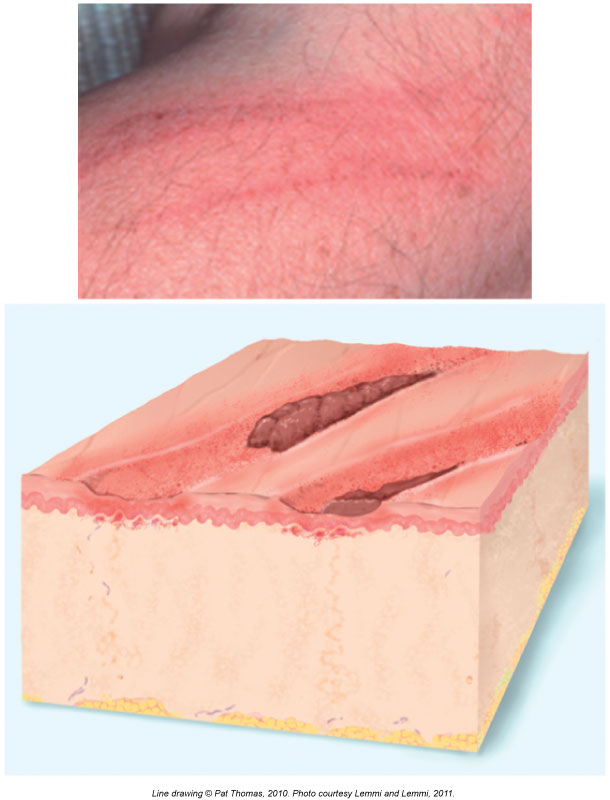 Line drawing © Pat Thomas, 2010. Photo courtesy Lemmi and Lemmi, 2011.